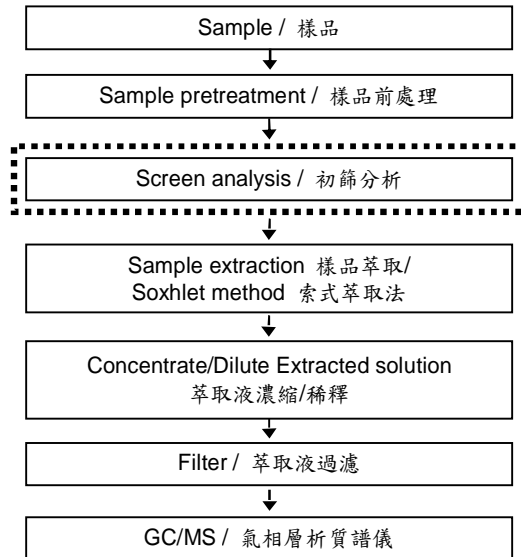 Sample / 樣品
Sample pretreatment / 樣品前處理
Screen analysis / 初篩分析
Sample extraction 樣品萃取/
Soxhlet method 索式萃取法
Concentrate/Dilute Extracted solution
萃取液濃縮/稀釋
Filter / 萃取液過濾
GC/MS / 氣相層析質譜儀